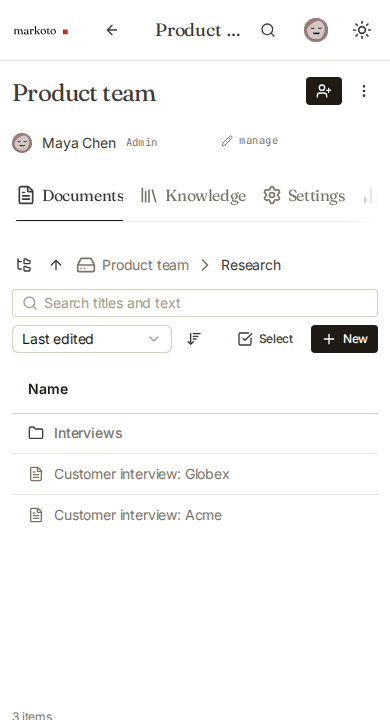 markoto
Product ...
Product team
Maya Chen Admin
manage
Documents Knowledge Settings
Product team > Research
Search titles and text
Last edited
Select
New
Name
Interviews
Customer interview: Globex
Customer interview: Acme
3 items